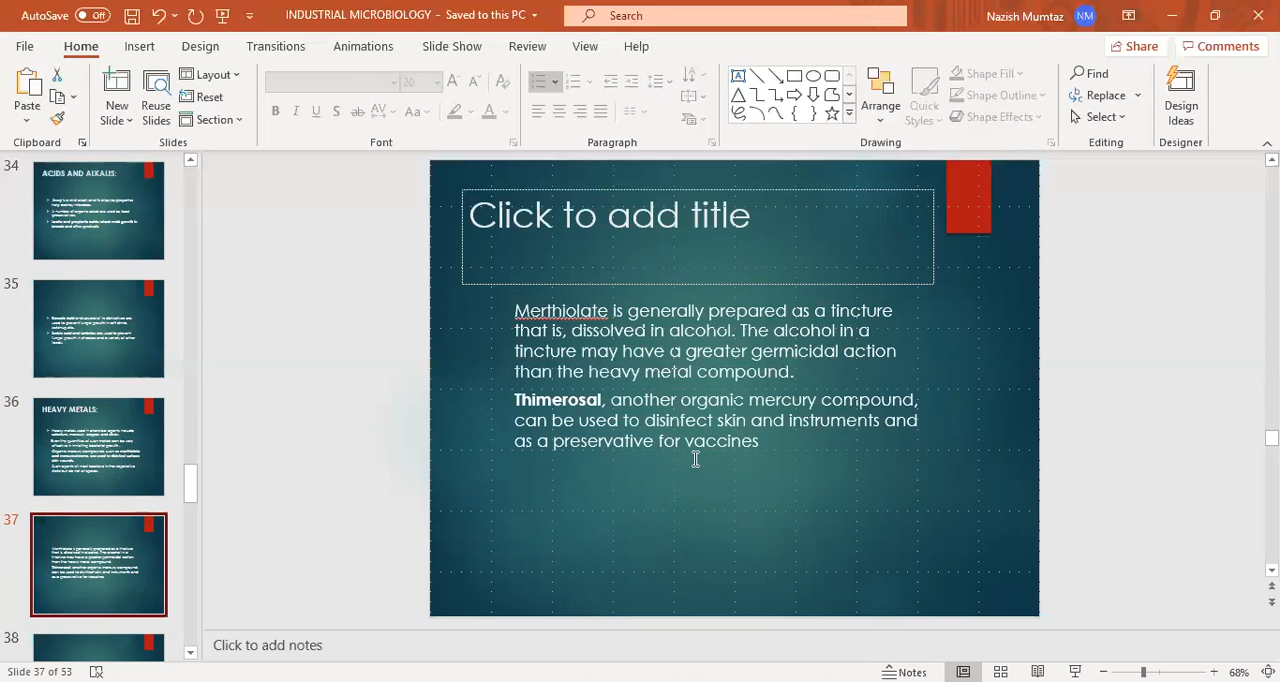 AutoSave Off
INDUSTRIAL MICROBIOLOGY - Saved to this PC
Search
Nazish Mumtaz NM
File Home Insert Design Transitions Animations Slide Show Review View Help
Share Comments
Paste
New Slide
Reuse Slides
Layout
Reset
Section
20
B I U S ab AV Aa A
Arrange
Quick Styles
Shape Fill
Shape Outline
Shape Effects
Find
Replace
Select
Design Ideas
Clipboard Slides Font Paragraph Drawing Editing Designer
34
ACIDS AND ALKALIS:
35
36
HEAVY METALS:
37
38
Click to add title
Merthiolate is generally prepared as a tincture
that is, dissolved in alcohol. The alcohol in a
tincture may have a greater germicidal action
than the heavy metal compound.
Thimerosal, another organic mercury compound,
can be used to disinfect skin and instruments and
as a preservative for vaccines
Click to add notes
Slide 37 of 53
Notes
68%